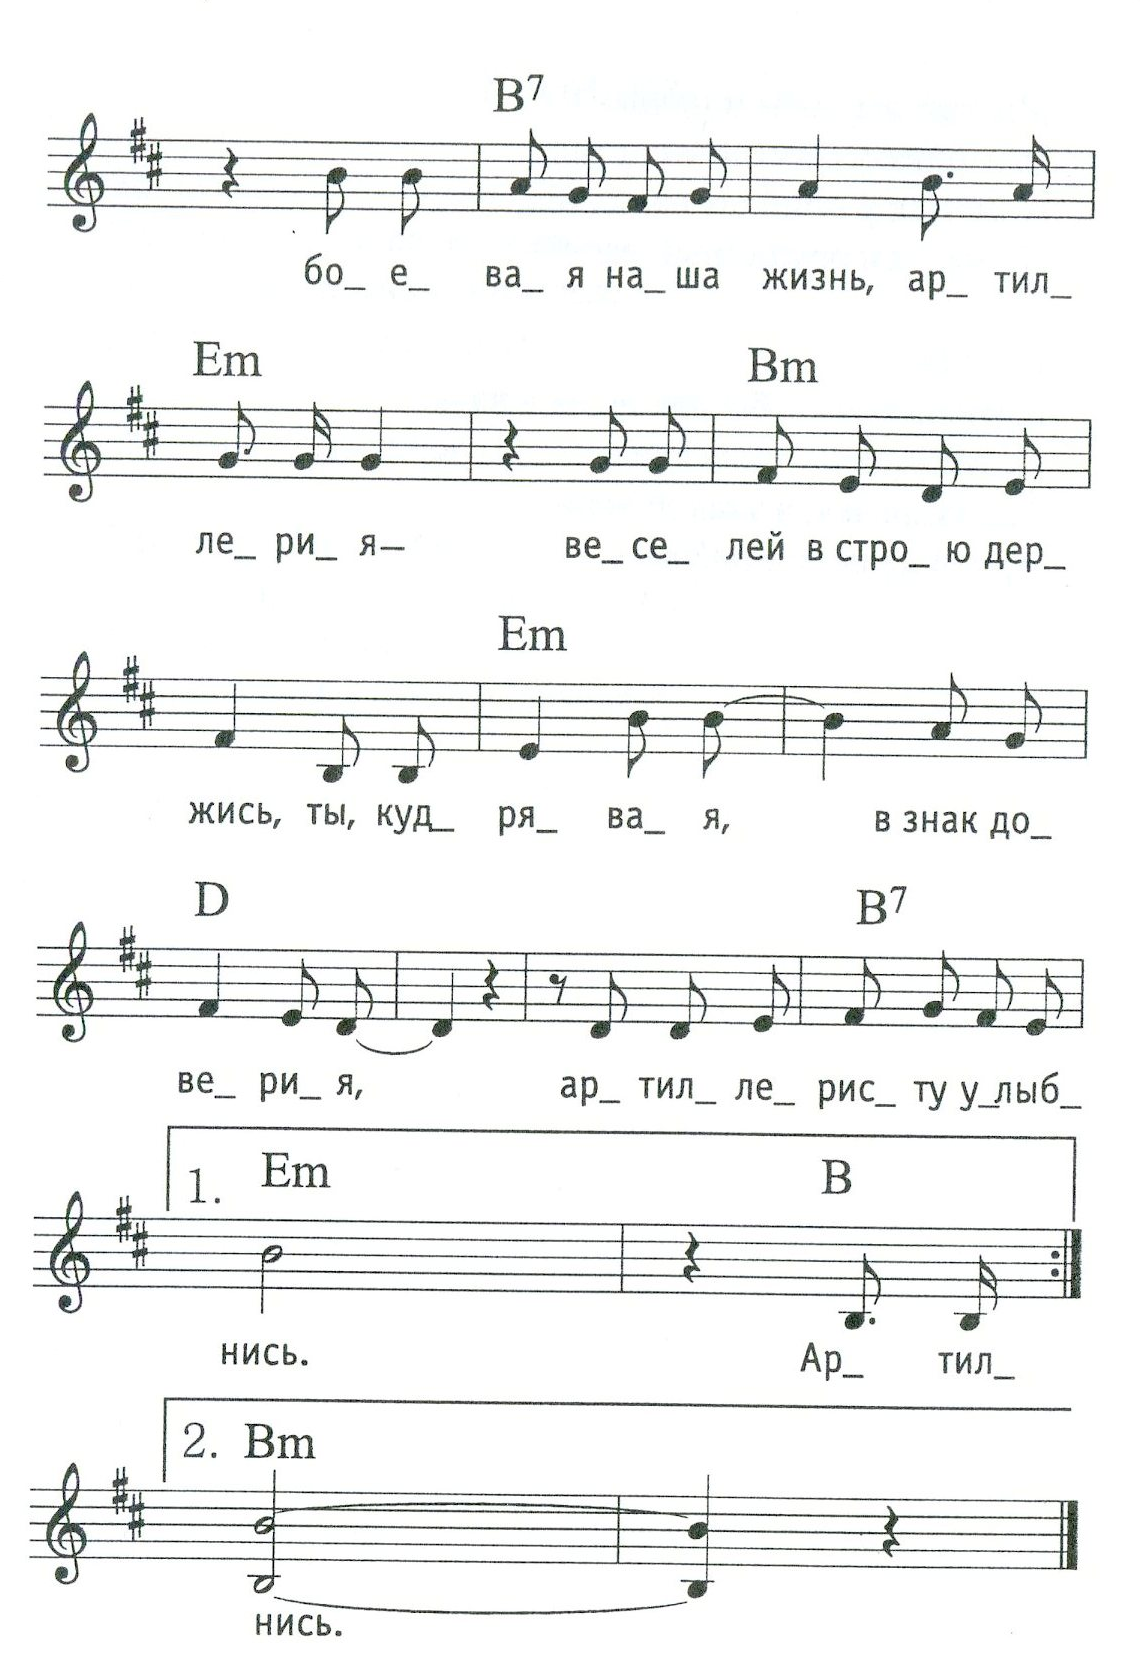 B7
бо_ е_ ва_ я на_ ша жизнь, ар_ тил_
Em Bm
ле_ ри_ я— ве_ се_ лей в стро_ ю дер_
Em
жись, ты, куд_ ря_ ва_ я, в знак до_
D B7
ве_ ри_ я, ар_ тил_ ле_ рис_ ту у_лыб_
1. Em B
нись. Ар_ тил_
2. Bm
нись.